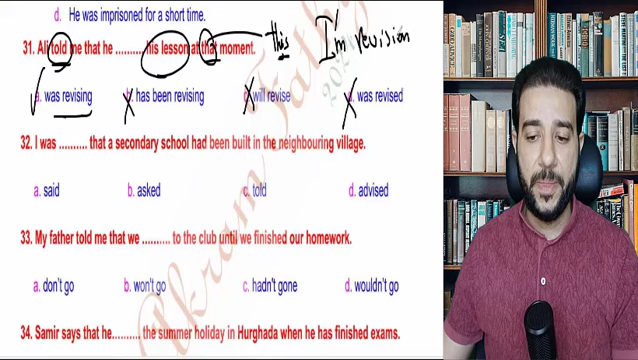 d. He was imprisoned for a short time.
31. Ali told me that he .......... his lesson at that moment.
this I'm revision
a. was revising b. has been revising c. will revise d. was revised
32. I was .......... that a secondary school had been built in the neighbouring village.
a. said b. asked c. told d. advised
33. My father told me that we ......... to the club until we finished our homework.
a. don't go b. won't go c. hadn't gone d. wouldn't go
34. Samir says that he.......... the summer holiday in Hurghada when he has finished exams.
Akram Fathy